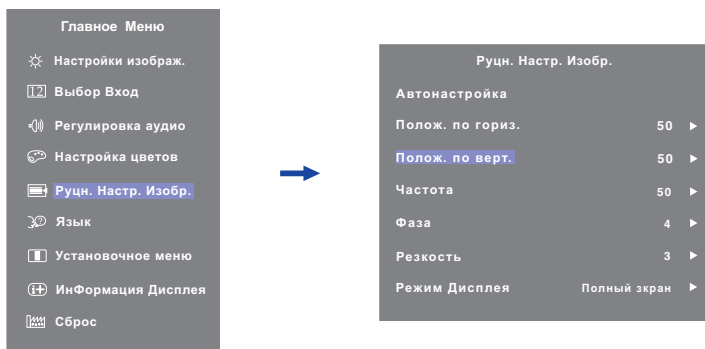 Главное Меню
Настройки изображ.
12 Выбор Вход
Регулировка аудио
Настройка цветов
Руцн. Настр. Изобр.
Язык
Установочное меню
ИнФормация Дисплея
Сброс
Руцн. Настр. Изобр.
Автонастройка
Полож. по гориз. 50
Полож. по верт. 50
Частота 50
Фаза 4
Резкость 3
Режим Дисплея Полный зкран